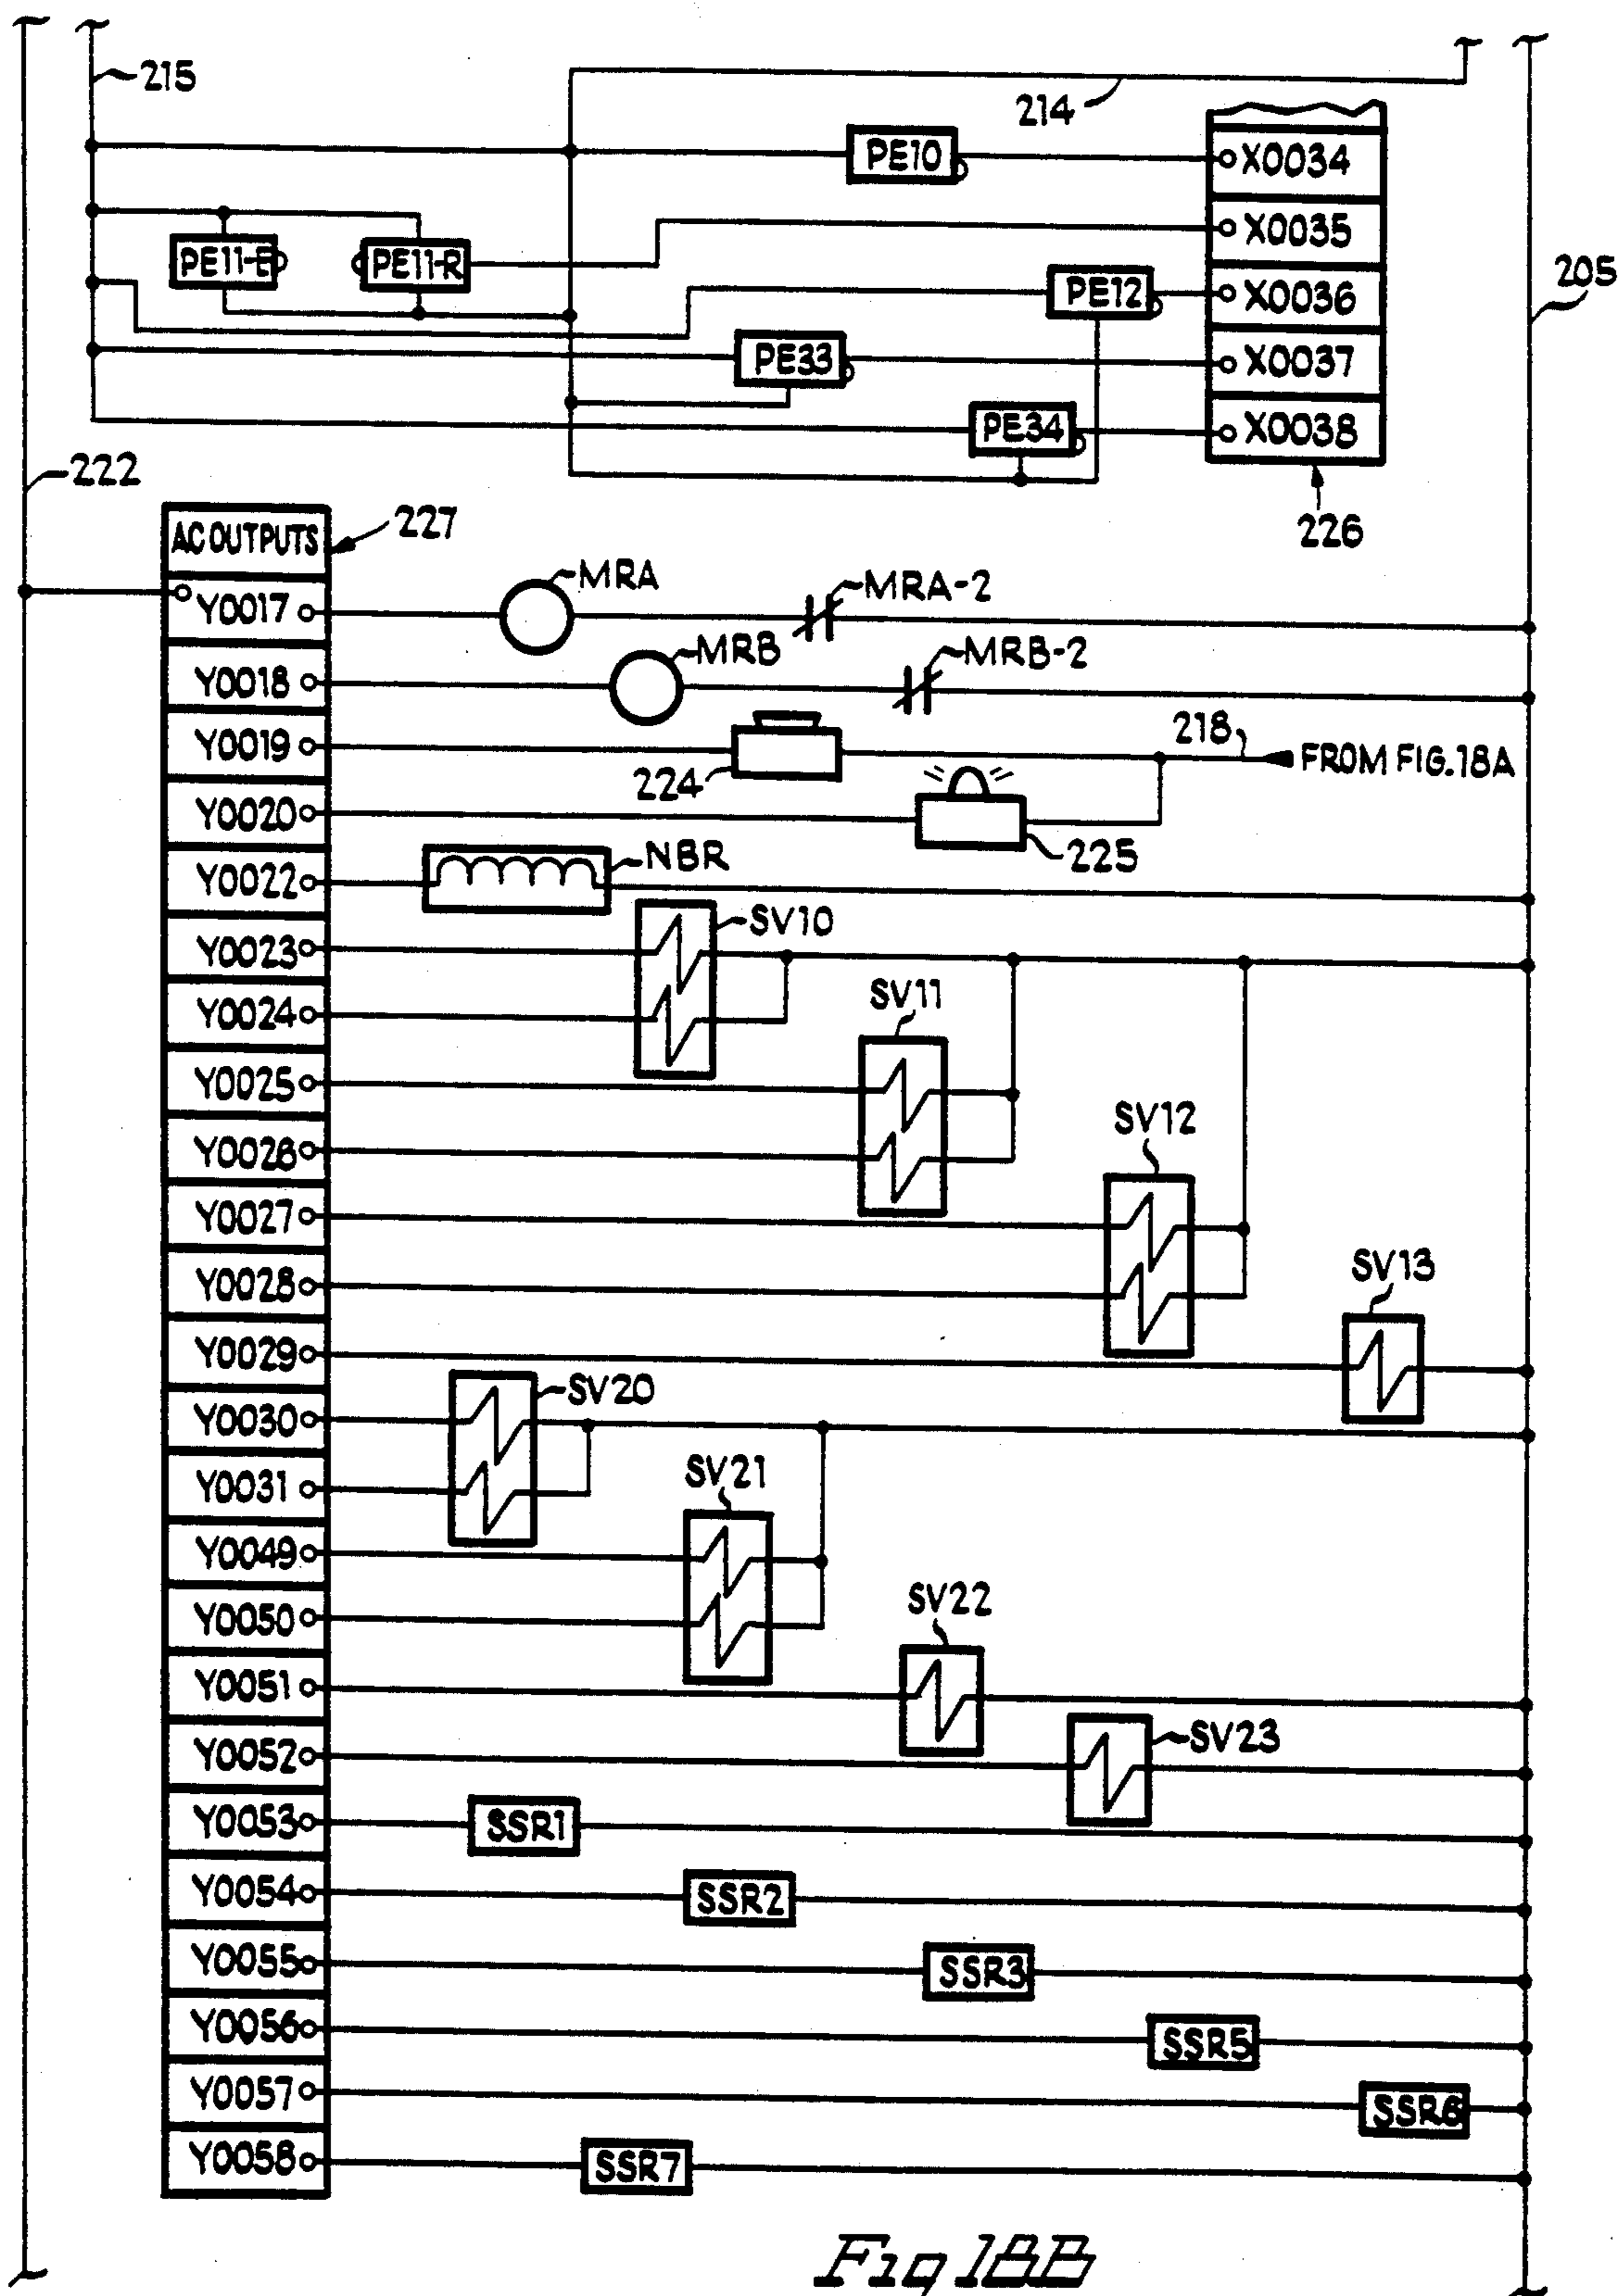 215
214
PE10
X0034
X0035
PE11-E
PE11-R
205
PE12
X0036
PE33
X0037
PE34
X0038
222
226
AC OUTPUTS
227
Y0017
MRA
MRA-2
Y0018
MRB
MRB-2
Y0019
224
218
FROM FIG. 18A
Y0020
225
Y0022
NBR
Y0023
SV10
Y0024
SV11
Y0025
Y0026
SV12
Y0027
Y0028
SV13
Y0029
Y0030
SV20
Y0031
SV21
Y0049
Y0050
SV22
Y0051
Y0052
SV23
Y0053
SSR1
Y0054
SSR2
Y0055
SSR3
Y0056
SSR5
Y0057
SSR6
Y0058
SSR7
Fig 18B